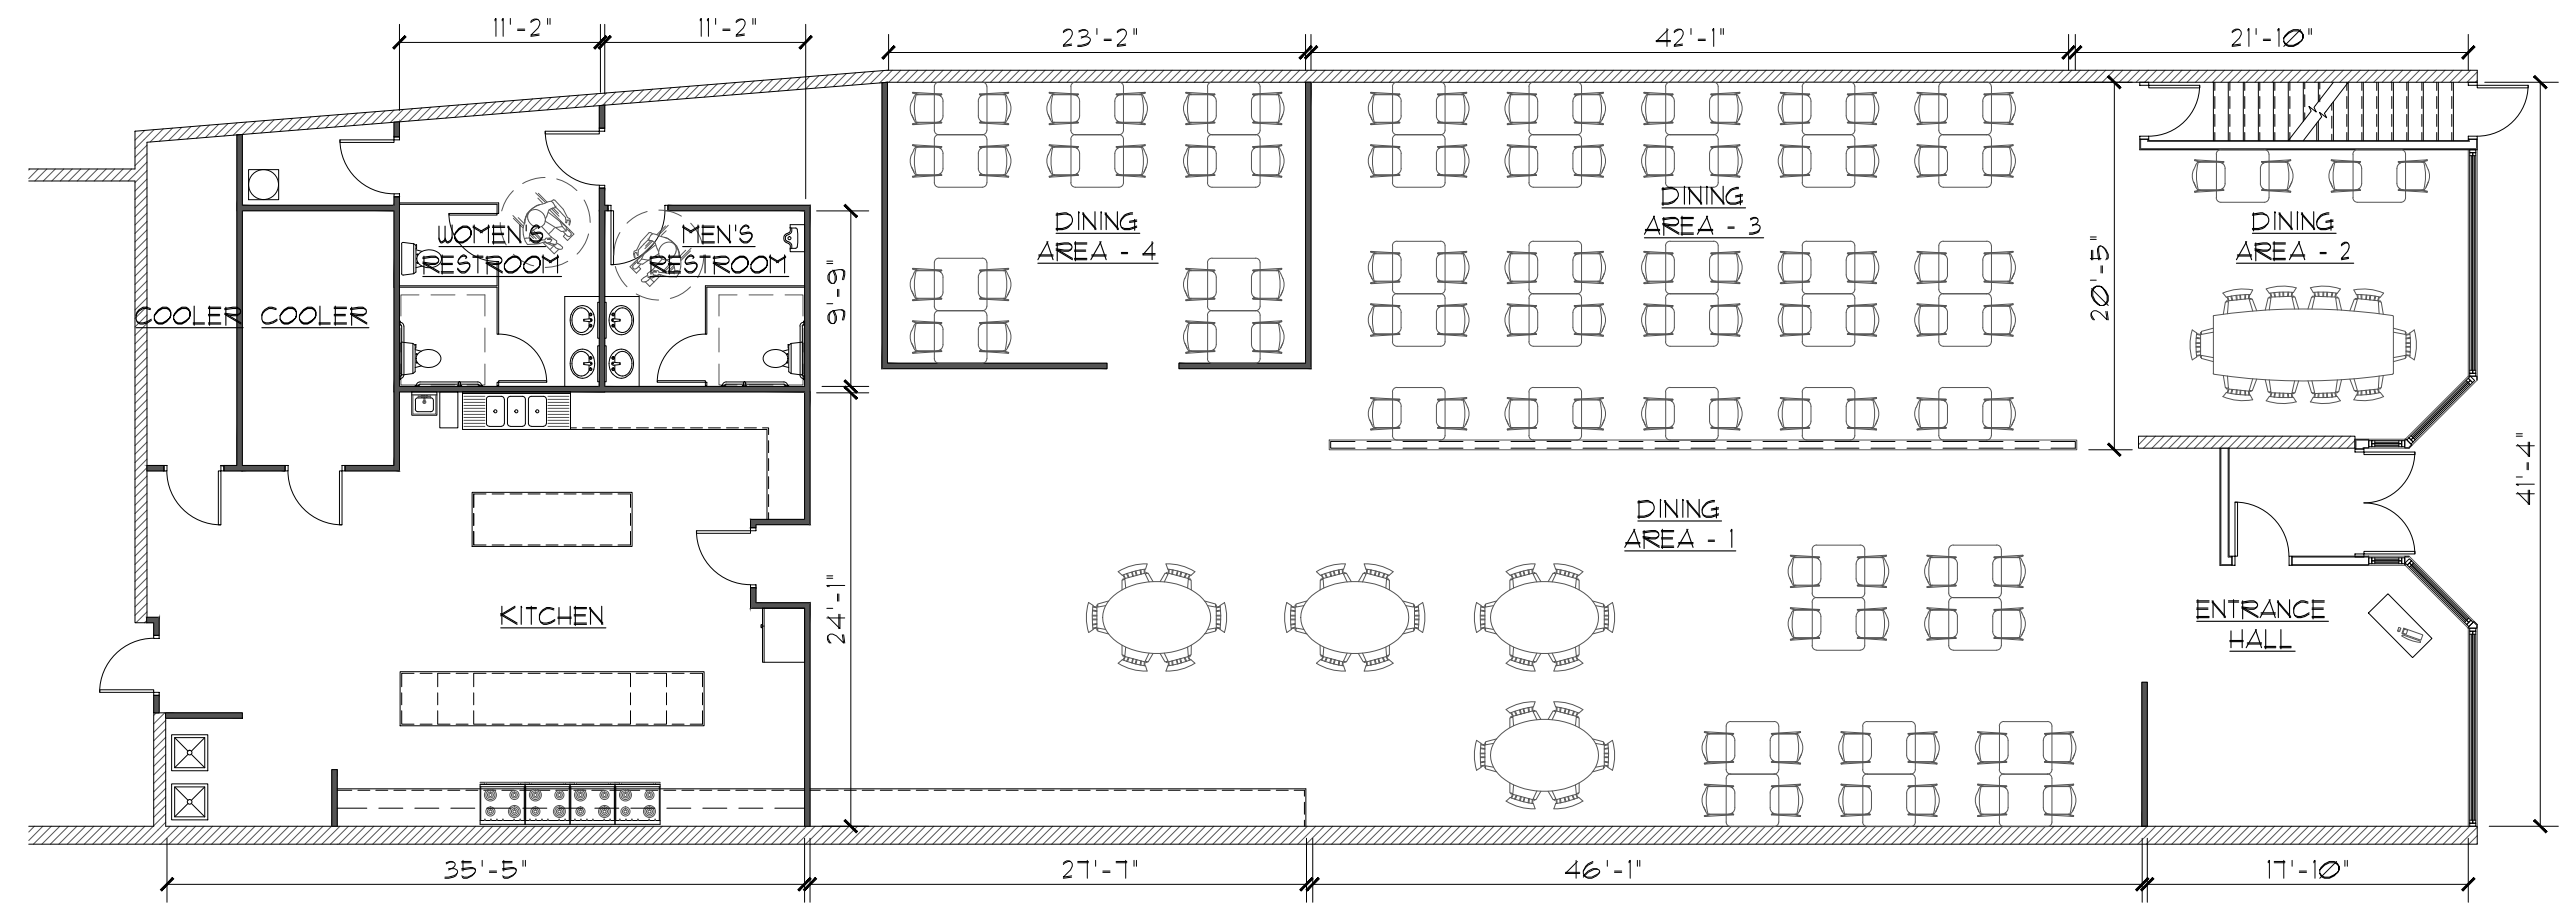 11'-2"
11'-2"
23'-2"
42'-1"
21'-10"
WOMEN'S
RESTROOM
MEN'S
RESTROOM
DINING
AREA - 4
DINING
AREA - 3
DINING
AREA - 2
COOLER
COOLER
9'-9"
20'-5"
41'-4"
DINING
AREA - 1
KITCHEN
24'-1"
ENTRANCE
HALL
35'-5"
27'-7"
46'-1"
17'-10"